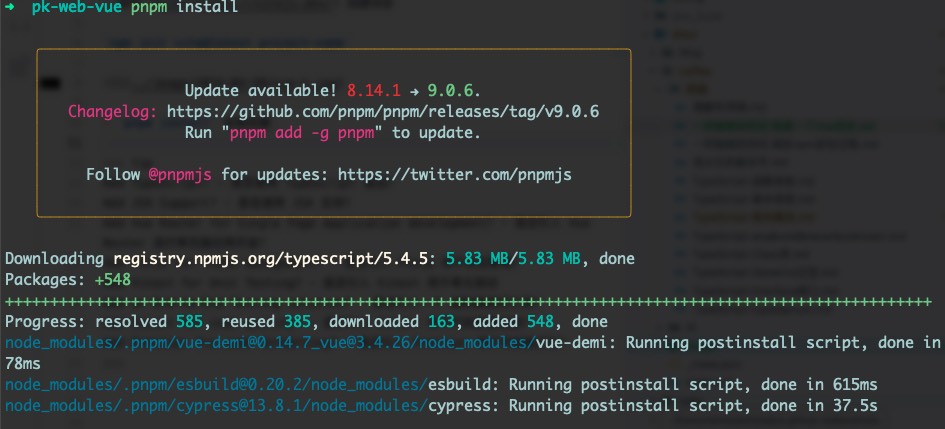 ➜ pk-web-vue pnpm install
Update available! 8.14.1 → 9.0.6.
Changelog: https://github.com/pnpm/pnpm/releases/tag/v9.0.6
Run "pnpm add -g pnpm" to update.
Follow @pnpmjs for updates: https://twitter.com/pnpmjs
Downloading registry.npmjs.org/typescript/5.4.5: 5.83 MB/5.83 MB, done
Packages: +548
++++++++++++++++++++++++++++++++++++++++++++++++++++++++++++++++++++++++++++++++++++++++++++++++++++++
Progress: resolved 585, reused 385, downloaded 163, added 548, done
node_modules/.pnpm/vue-demi@0.14.7_vue@3.4.26/node_modules/vue-demi: Running postinstall script, done in
78ms
node_modules/.pnpm/esbuild@0.20.2/node_modules/esbuild: Running postinstall script, done in 615ms
node_modules/.pnpm/cypress@13.8.1/node_modules/cypress: Running postinstall script, done in 37.5s